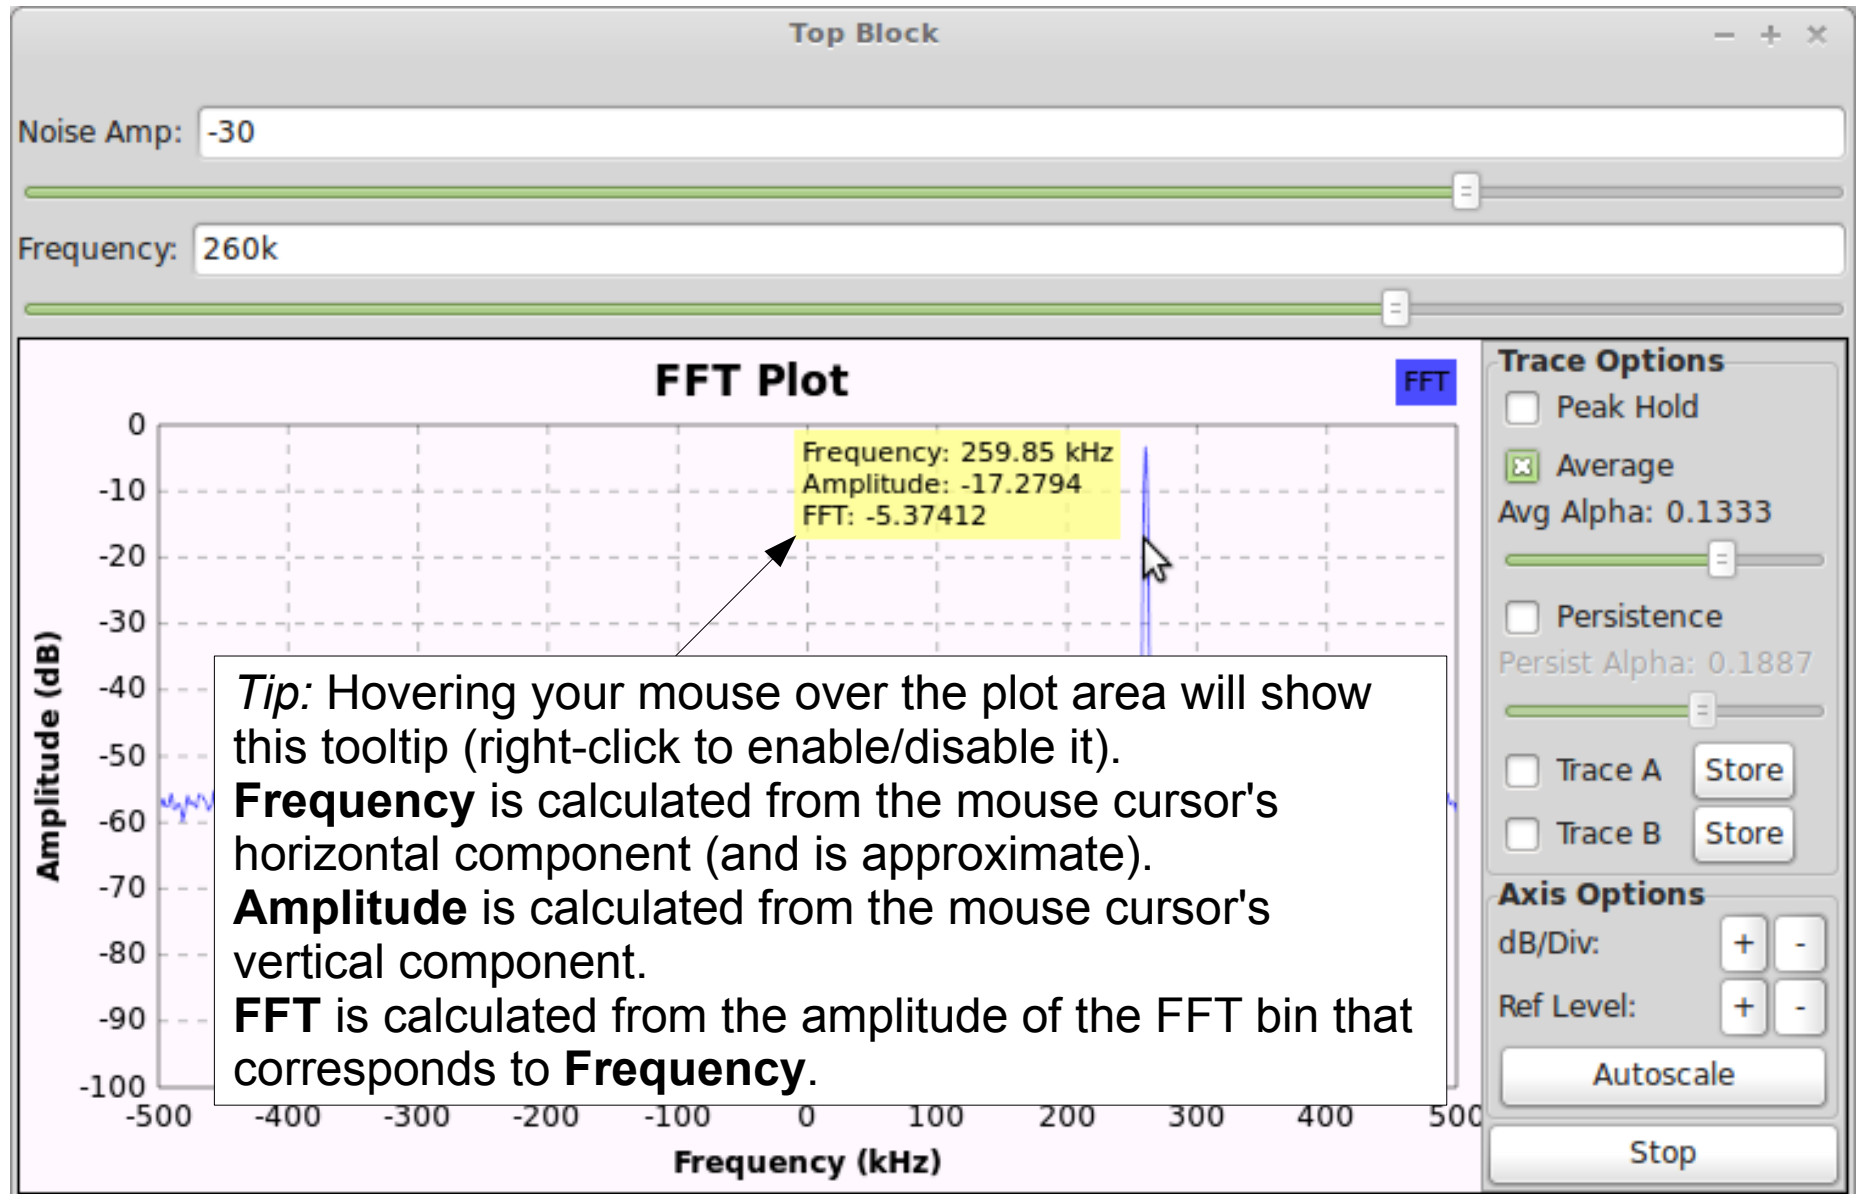 Top Block
Noise Amp: -30
Frequency: 260k
FFT Plot
FFT
Frequency: 259.85 kHz
Amplitude: -17.2794
FFT: -5.37412
0
-10
-20
-30
-40
-50
-60
-70
-80
-90
-100
Amplitude (dB)
Tip: Hovering your mouse over the plot area will show
this tooltip (right-click to enable/disable it).
Frequency is calculated from the mouse cursor's
horizontal component (and is approximate).
Amplitude is calculated from the mouse cursor's
vertical component.
FFT is calculated from the amplitude of the FFT bin that
corresponds to Frequency.
-500 -400 -300 -200 -100 0 100 200 300 400 500
Frequency (kHz)
Trace Options
Peak Hold
Average
Avg Alpha: 0.1333
Persistence
Persist Alpha: 0.1887
Trace A Store
Trace B Store
Axis Options
dB/Div: + -
Ref Level: + -
Autoscale
Stop